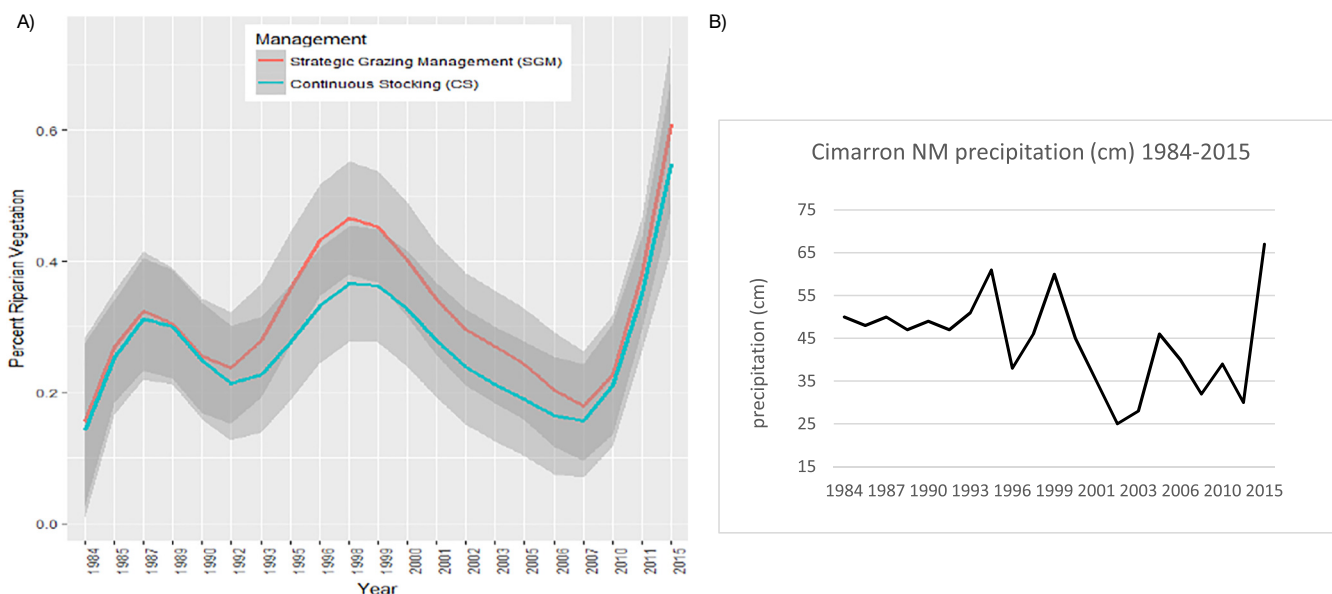 A)
Management
Strategic Grazing Management (SGM)
Continuous Stocking (CS)
Percent Riparian Vegetation
0.6
0.4
0.2
0.0
1984 1985 1987 1989 1990 1992 1993 1995 1996 1998 1999 2000 2001 2002 2003 2005 2006 2007 2010 2011 2015
Year
B)
Cimarron NM precipitation (cm) 1984-2015
precipitation (cm)
75
65
55
45
35
25
15
1984 1987 1990 1993 1996 1999 2001 2003 2006 2010 2015